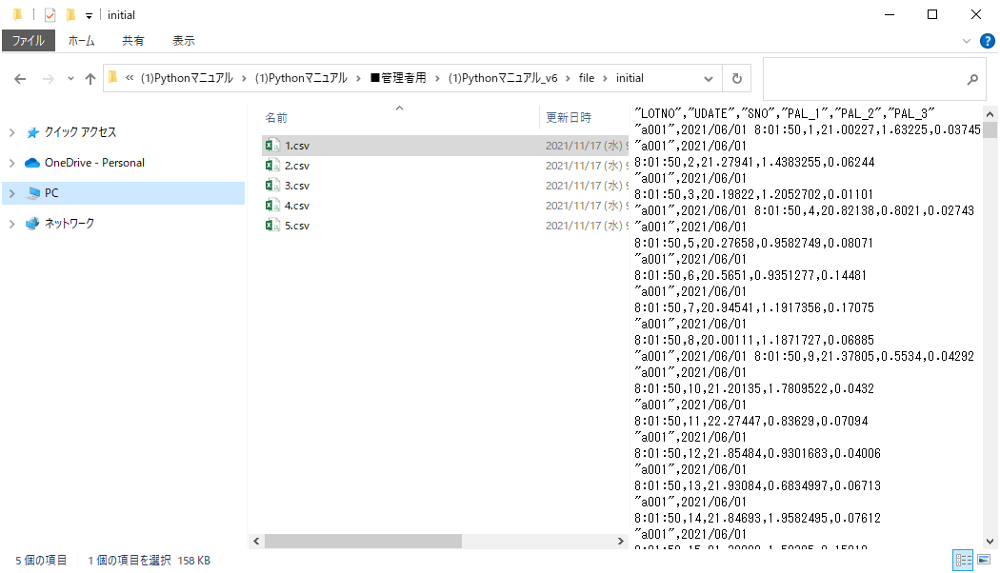 initial
ファイル ホーム 共有 表示
« (1)Pythonマニュアル › (1)Pythonマニュアル › ■管理者用 › (1)Pythonマニュアル_v6 › file › initial
クイック アクセス
OneDrive - Personal
PC
ネットワーク
名前 更新日時
1.csv 2021/11/17 (水)
2.csv 2021/11/17 (水)
3.csv 2021/11/17 (水)
4.csv 2021/11/17 (水)
5.csv 2021/11/17 (水)
"LOTNO","UDATE","SNO","PAL_1","PAL_2","PAL_3"
"a001",2021/06/01 8:01:50,1,21.00227,1.63225,0.03745
"a001",2021/06/01
8:01:50,2,21.27941,1.4383255,0.06244
"a001",2021/06/01
8:01:50,3,20.19822,1.2052702,0.01101
"a001",2021/06/01 8:01:50,4,20.82138,0.8021,0.02743
"a001",2021/06/01
8:01:50,5,20.27658,0.9582749,0.08071
"a001",2021/06/01
8:01:50,6,20.5651,0.9351277,0.14481
"a001",2021/06/01
8:01:50,7,20.94541,1.1917356,0.17075
"a001",2021/06/01
8:01:50,8,20.00111,1.1871727,0.06885
"a001",2021/06/01 8:01:50,9,21.37805,0.5534,0.04292
"a001",2021/06/01
8:01:50,10,21.20135,1.7809522,0.0432
"a001",2021/06/01
8:01:50,11,22.27447,0.83629,0.07094
"a001",2021/06/01
8:01:50,12,21.85484,0.9301683,0.04006
"a001",2021/06/01
8:01:50,13,21.93084,0.6834997,0.06713
"a001",2021/06/01
8:01:50,14,21.84693,1.9582495,0.07612
"a001",2021/06/01
5 個の項目 1 個の項目を選択 158 KB